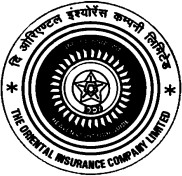 दि ओरिएण्टल इंश्योरेंस कम्पनी लिमिटेड
THE ORIENTAL INSURANCE COMPANY LIMITED